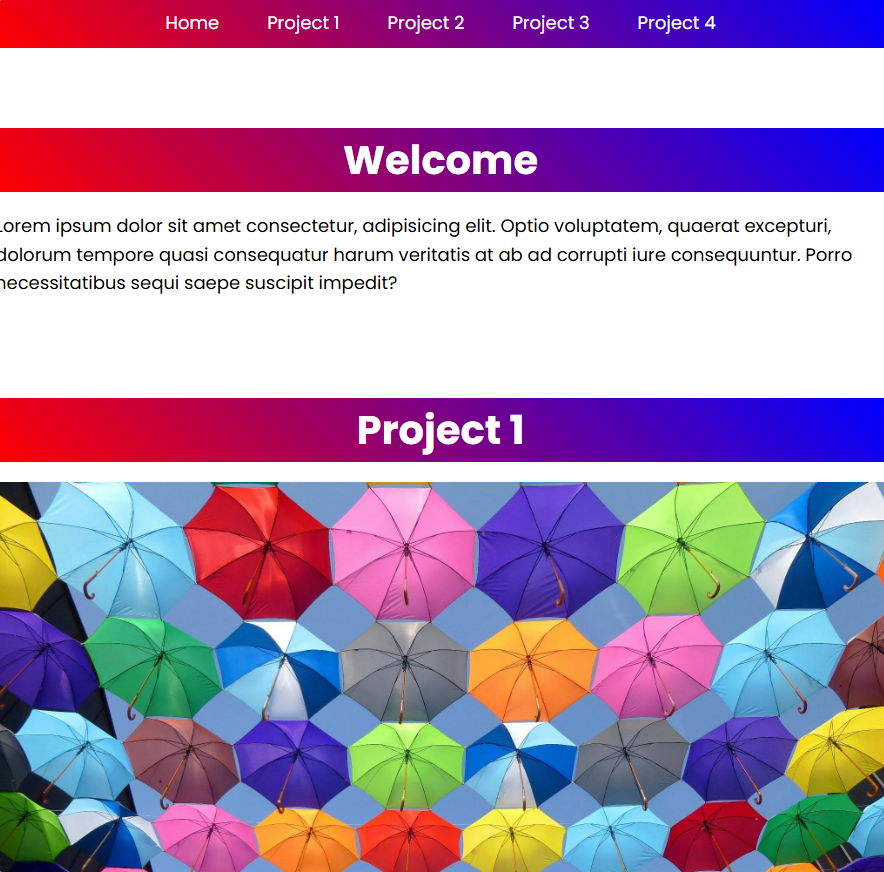 Home Project 1 Project 2 Project 3 Project 4
Welcome
Lorem ipsum dolor sit amet consectetur, adipisicing elit. Optio voluptatem, quaerat excepturi,
dolorum tempore quasi consequatur harum veritatis at ab ad corrupti iure consequuntur. Porro
necessitatibus sequi saepe suscipit impedit?
Project 1